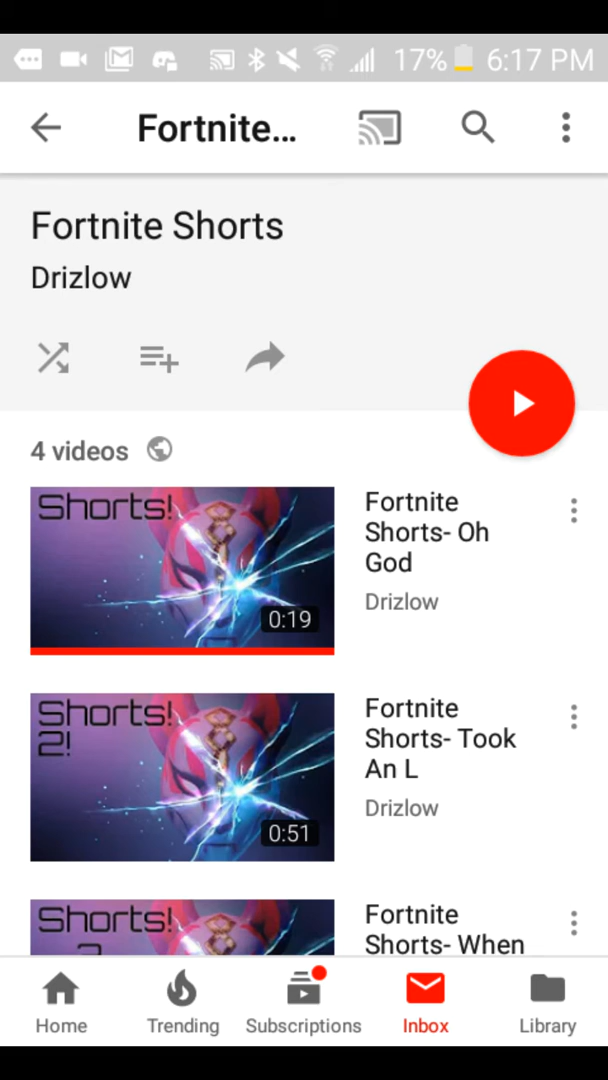 17% 6:17 PM
Fortnite...
Fortnite Shorts
Drizlow
4 videos
Shorts!
0:19
Fortnite
Shorts- Oh
God
Drizlow
Shorts!
2!
0:51
Fortnite
Shorts- Took
An L
Drizlow
Shorts!
Fortnite
Shorts- When
Home Trending Subscriptions Inbox Library